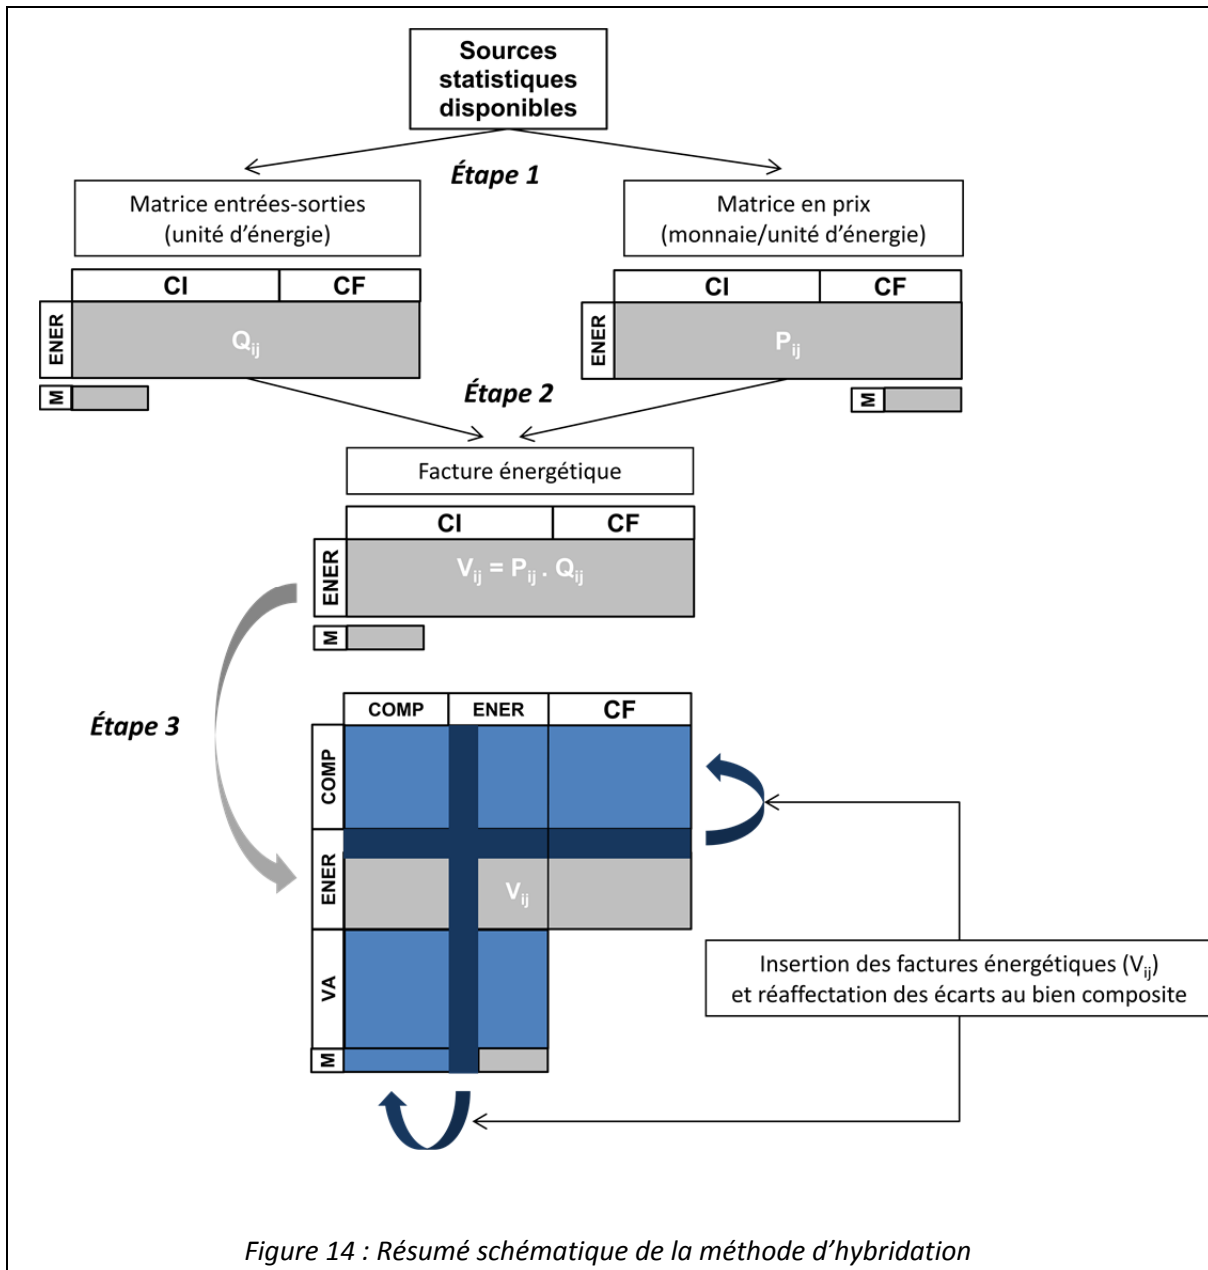 Sources
statistiques
disponibles
Étape 1
Matrice entrées-sorties
(unité d’énergie)
Matrice en prix
(monnaie/unité d’énergie)
CI CF
ENER
Qij
M
CI CF
ENER
Pij
M
Étape 2
Facture énergétique
CI CF
ENER
Vij = Pij . Qij
M
Étape 3
COMP ENER CF
COMP
ENER
Vij
VA
M
Insertion des factures énergétiques (Vij)
et réaffectation des écarts au bien composite
Figure 14 : Résumé schématique de la méthode d’hybridation